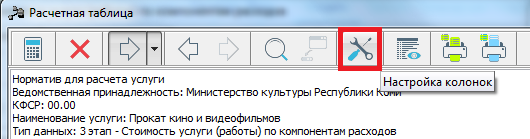 Расчетная таблица
Норматив для расчета услуги
Настройка колонок
Ведомственная принадлежность: Министерство культуры Республики Коми
КФСР: 00.00
Наименование услуги: Прокат кино и видеофильмов
Тип данных: 3 этап - Стоимость услуги (работы) по компонентам расходов